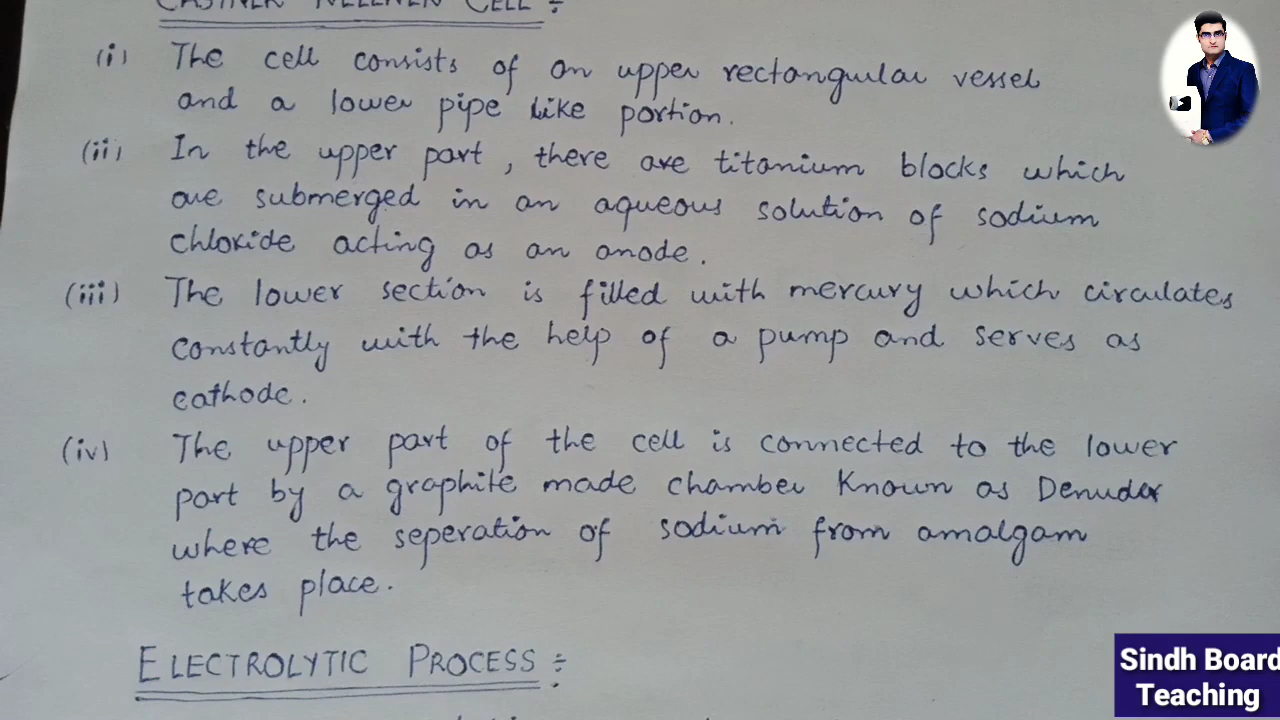 CASTNER KELLNER CELL :-
(i) The cell consists of an upper rectangular vessel
and a lower pipe like portion.
(ii) In the upper part, there are titanium blocks which
are submerged in an aqueous solution of sodium
chloride acting as an anode.
(iii) The lower section is filled with mercury which circulates
constantly with the help of a pump and serves as
cathode.
(iv) The upper part of the cell is connected to the lower
part by a graphite made chamber known as Denuder
where the seperation of sodium from amalgam
takes place.
ELECTROLYTIC PROCESS :-
Sindh Board
Teaching